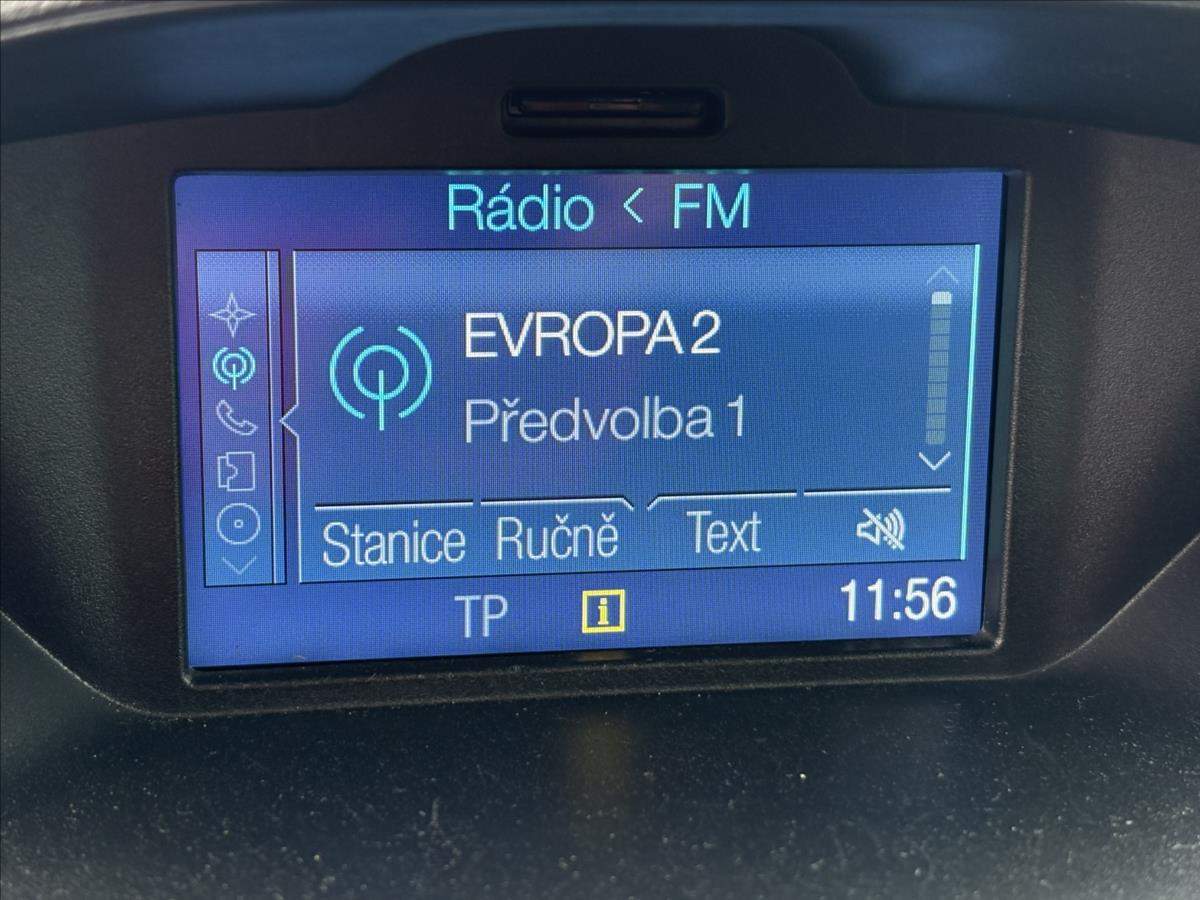 Rádio < FM
EVROPA 2
Předvolba 1
Stanice Ručně Text
TP i 11:56